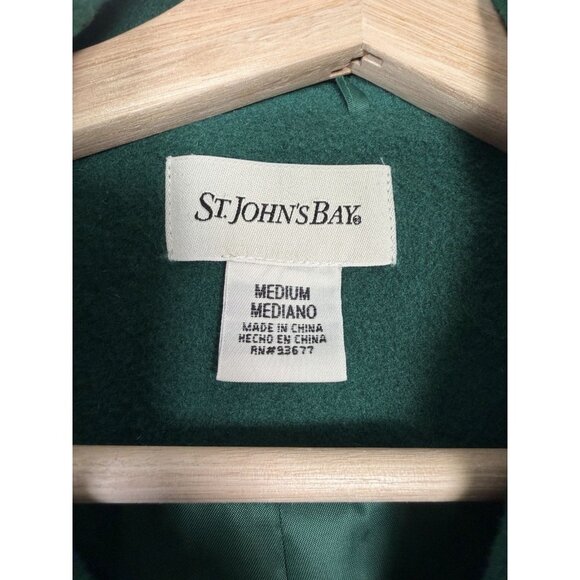 ST. JOHN'S BAY®
MEDIUM
MEDIANO
MADE IN CHINA
HECHO EN CHINA
RN#93677